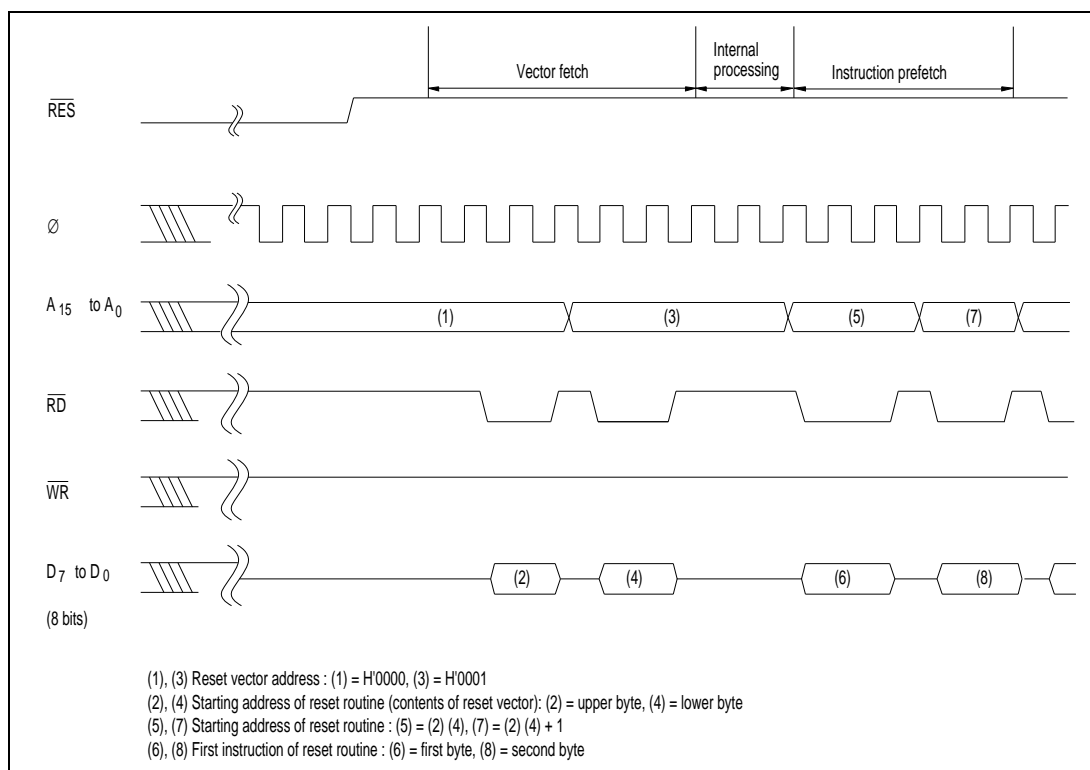 Vector fetch
Internal
processing
Instruction prefetch
RES
Ø
A15 to A0
(1)
(3)
(5)
(7)
RD
WR
D7 to D0
(2)
(4)
(6)
(8)
(8 bits)
(1), (3) Reset vector address : (1) = H'0000, (3) = H'0001
(2), (4) Starting address of reset routine (contents of reset vector): (2) = upper byte, (4) = lower byte
(5), (7) Starting address of reset routine : (5) = (2) (4), (7) = (2) (4) + 1
(6), (8) First instruction of reset routine : (6) = first byte, (8) = second byte